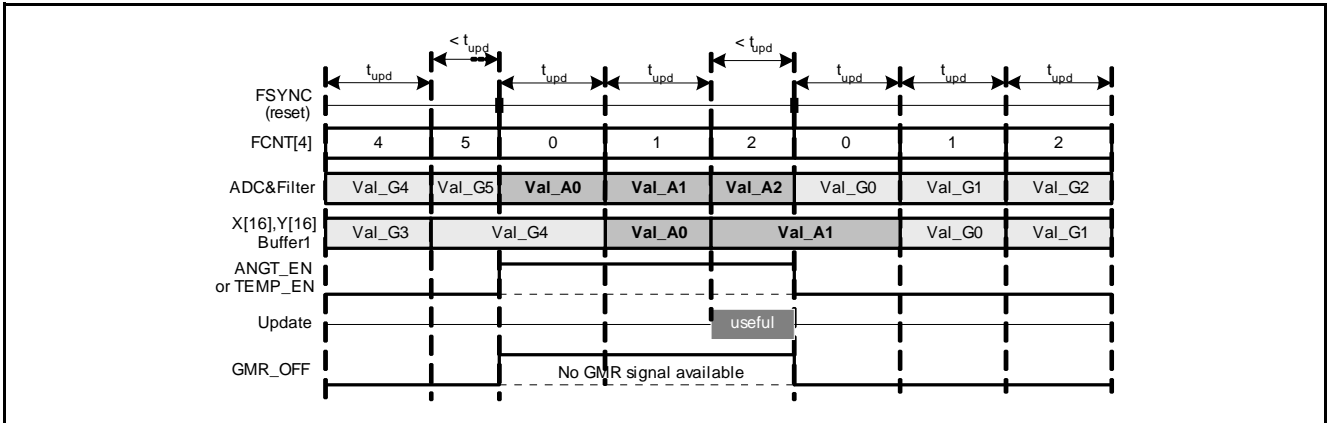 < tupd < tupd
tupd tupd tupd tupd tupd tupd
FSYNC
(reset)
FCNT[4] 4 5 0 1 2 0 1 2
ADC&Filter Val_G4 Val_G5 Val_A0 Val_A1 Val_A2 Val_G0 Val_G1 Val_G2
X[16],Y[16]
Buffer1 Val_G3 Val_G4 Val_A0 Val_A1 Val_G0 Val_G1
ANGT_EN
or TEMP_EN
Update useful
GMR_OFF No GMR signal available